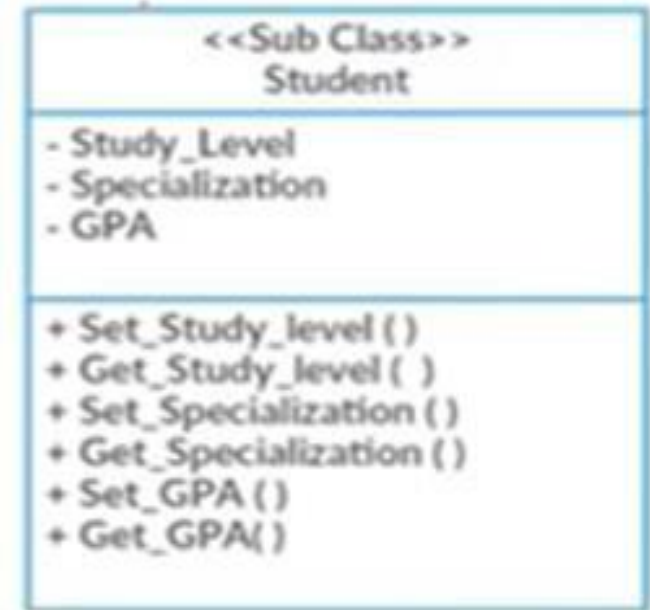 <<Sub Class>>
Student
- Study_Level
- Specialization
- GPA
+ Set_Study_level ( )
+ Get_Study_level ( )
+ Set_Specialization ( )
+ Get_Specialization ( )
+ Set_GPA ( )
+ Get_GPA( )